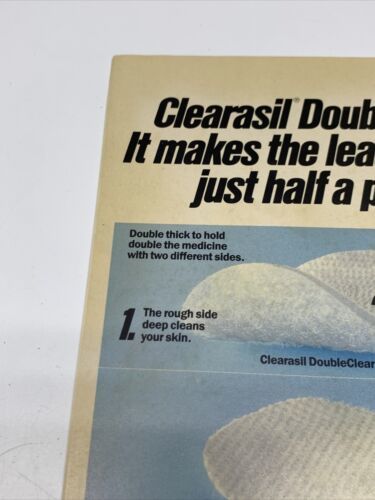 Clearasil® Doub
It makes the lea
just half a p
Double thick to hold
double the medicine
with two different sides.
1. The rough side
deep cleans
your skin.
Clearasil DoubleClear